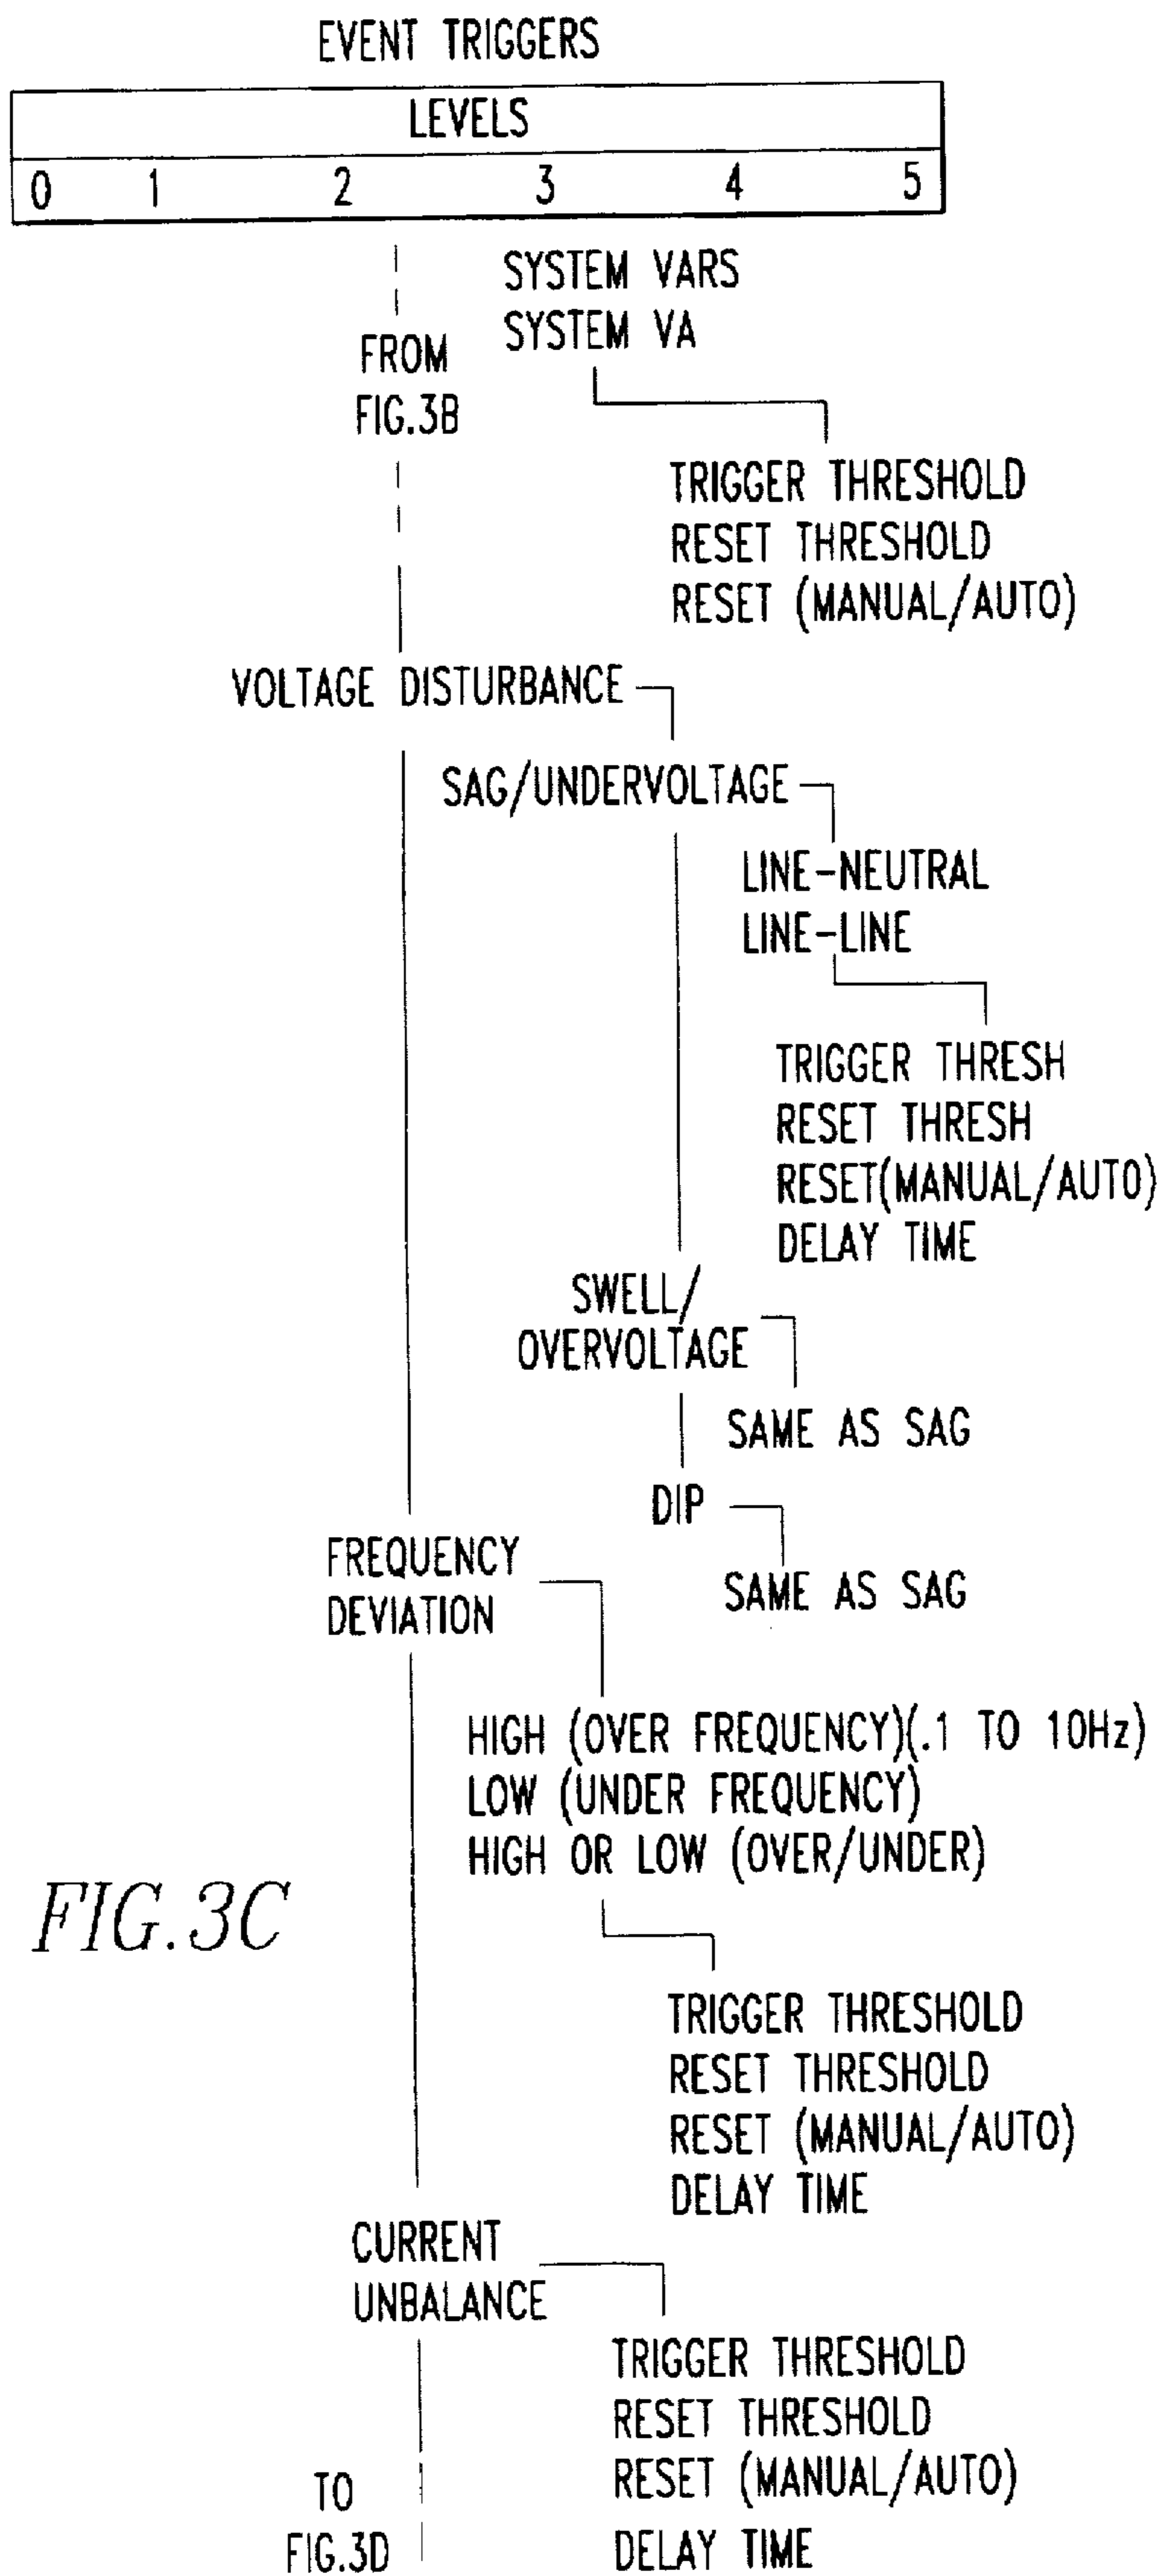 EVENT TRIGGERS
LEVELS
0 1 2 3 4 5
SYSTEM VARS
SYSTEM VA
FROM
FIG.3B
TRIGGER THRESHOLD
RESET THRESHOLD
RESET (MANUAL/AUTO)
VOLTAGE DISTURBANCE
SAG/UNDERVOLTAGE
LINE-NEUTRAL
LINE-LINE
TRIGGER THRESH
RESET THRESH
RESET(MANUAL/AUTO)
DELAY TIME
SWELL/
OVERVOLTAGE
SAME AS SAG
DIP
SAME AS SAG
FREQUENCY
DEVIATION
HIGH (OVER FREQUENCY)(.1 TO 10Hz)
LOW (UNDER FREQUENCY)
HIGH OR LOW (OVER/UNDER)
FIG.3C
TRIGGER THRESHOLD
RESET THRESHOLD
RESET (MANUAL/AUTO)
DELAY TIME
CURRENT
UNBALANCE
TRIGGER THRESHOLD
RESET THRESHOLD
RESET (MANUAL/AUTO)
DELAY TIME
TO
FIG.3D